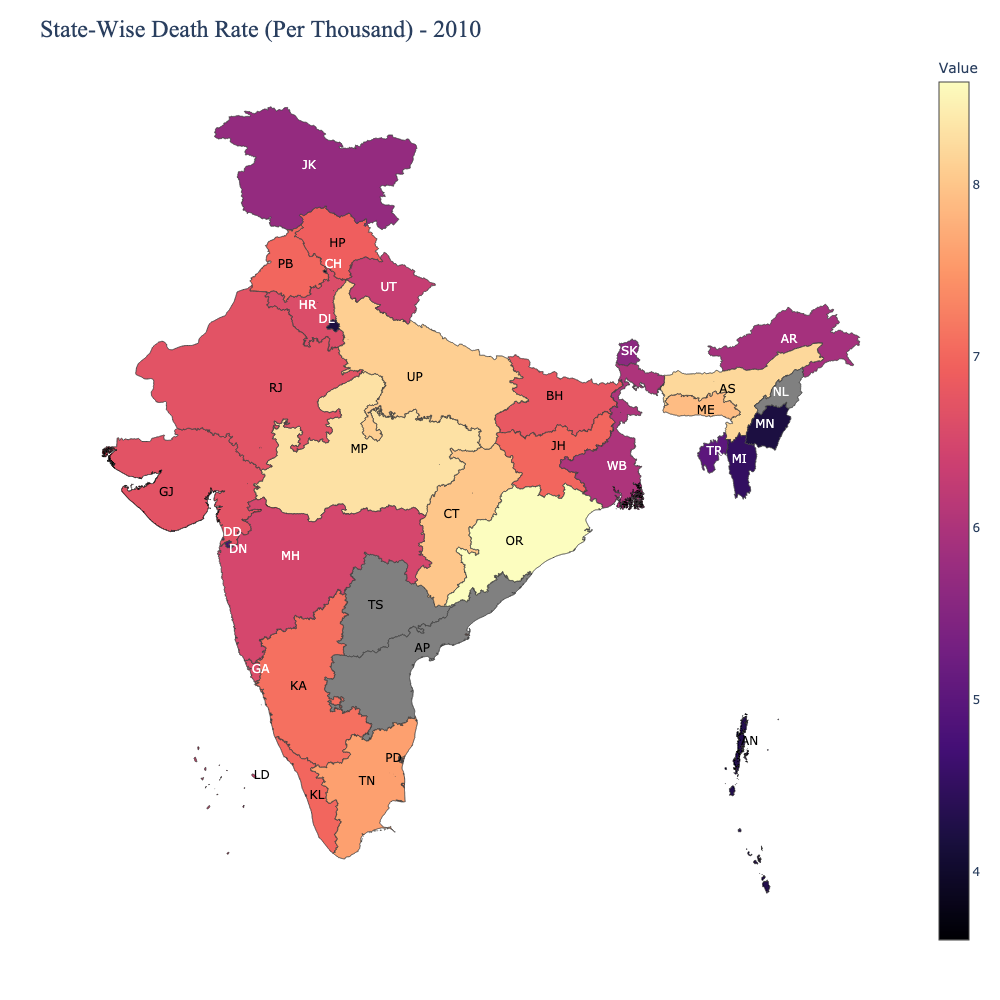 State-Wise Death Rate (Per Thousand) - 2010
Value
JK
8
HP
CH
PB
UT
HR
DL
AR
SK
7
UP
RJ
AS
NL
BH
ME
MN
JH
MP
TR
MI
WB
GJ
CT
6
DD
OR
DN
MH
TS
AP
GA
KA
5
AN
PD
LD
TN
KL
4